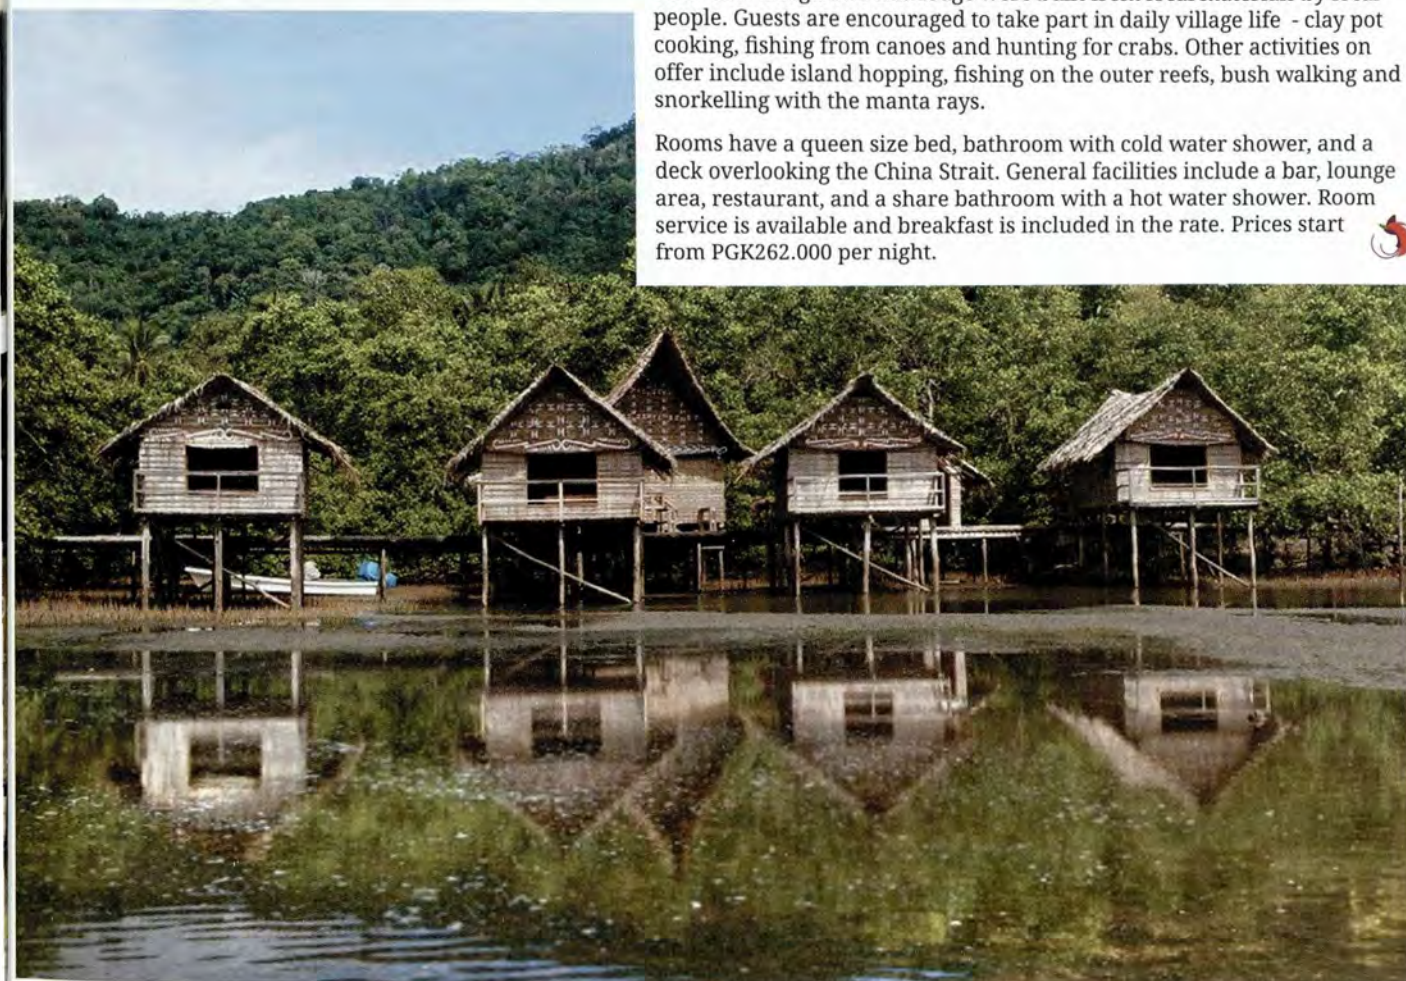 people. Guests are encouraged to take part in daily village life - clay pot
cooking, fishing from canoes and hunting for crabs. Other activities on
offer include island hopping, fishing on the outer reefs, bush walking and
snorkelling with the manta rays.
Rooms have a queen size bed, bathroom with cold water shower, and a
deck overlooking the China Strait. General facilities include a bar, lounge
area, restaurant, and a share bathroom with a hot water shower. Room
service is available and breakfast is included in the rate. Prices start
from PGK262.000 per night.